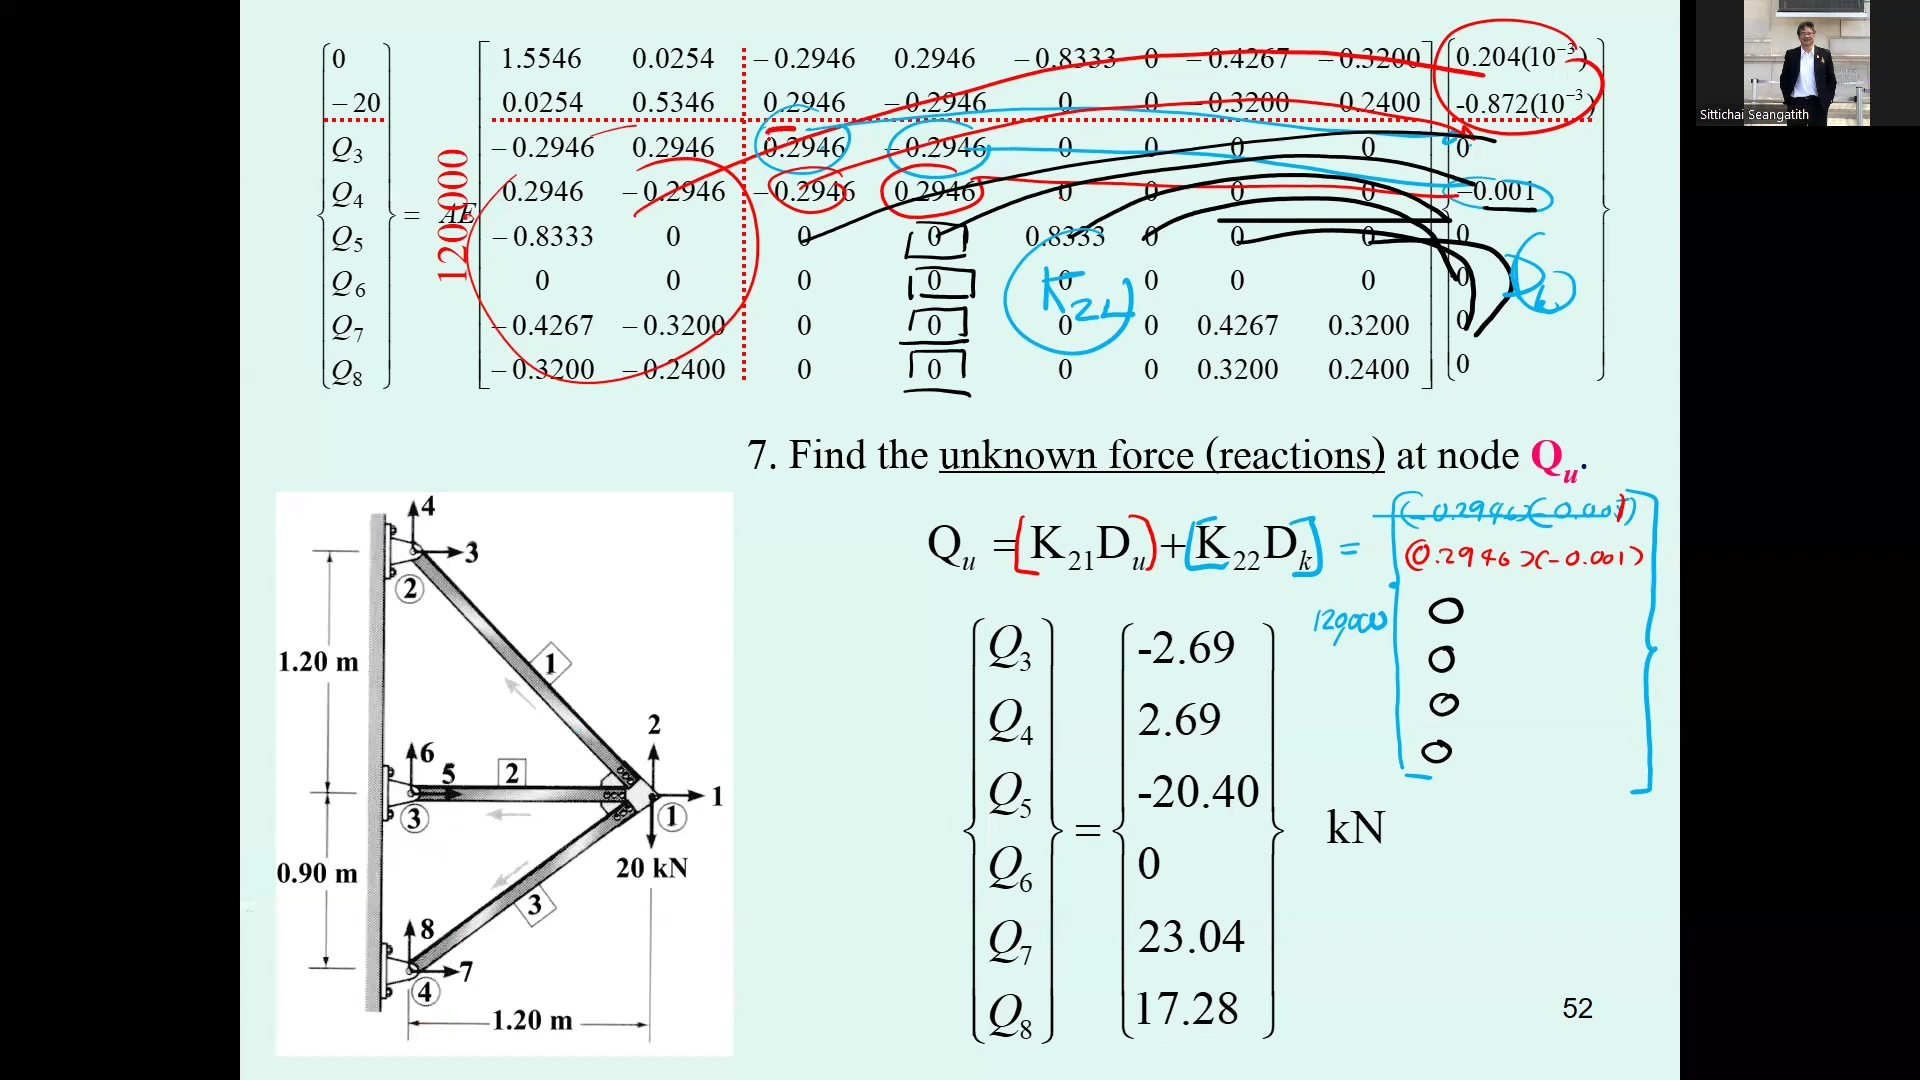 0 1.5546 0.0254 −0.2946 0.2946 −0.8333 0 −0.4267 −0.3200 0.204(10⁻³)
−20 0.0254 0.5346 0.2946 −0.2946 0 0 −0.3200 0.2400 -0.872(10⁻³)
Q₃ −0.2946 0.2946 0.2946 −0.2946 0 0 0 0 0
Q₄ 0.2946 −0.2946 −0.2946 0.2946 0 0 0 0 −0.001
= AE
120,000
Q₅ −0.8333 0 0 0 0.8333 0 0 0 0
Q₆ 0 0 0 0 0 0 0 0 0
Q₇ −0.4267 −0.3200 0 0 0 0 0.4267 0.3200 0
Q₈ −0.3200 −0.2400 0 0 0 0 0.3200 0.2400 0
K₂₂
Dₖ
Sittichai Seangatith
7. Find the unknown force (reactions) at node Qᵤ.
Qᵤ = [K₂₁Dᵤ) + [K₂₂Dₖ] =
(-0.2946)(-0.001)
(0.2946)(-0.001)
120,000
0
0
0
0
Q₃ -2.69
Q₄ 2.69
Q₅ -20.40
= kN
Q₆ 0
Q₇ 23.04
Q₈ 17.28
4
3
2
1.20 m
1
2
6
5
2
1
3
1
0.90 m
20 kN
3
8
7
4
1.20 m
52